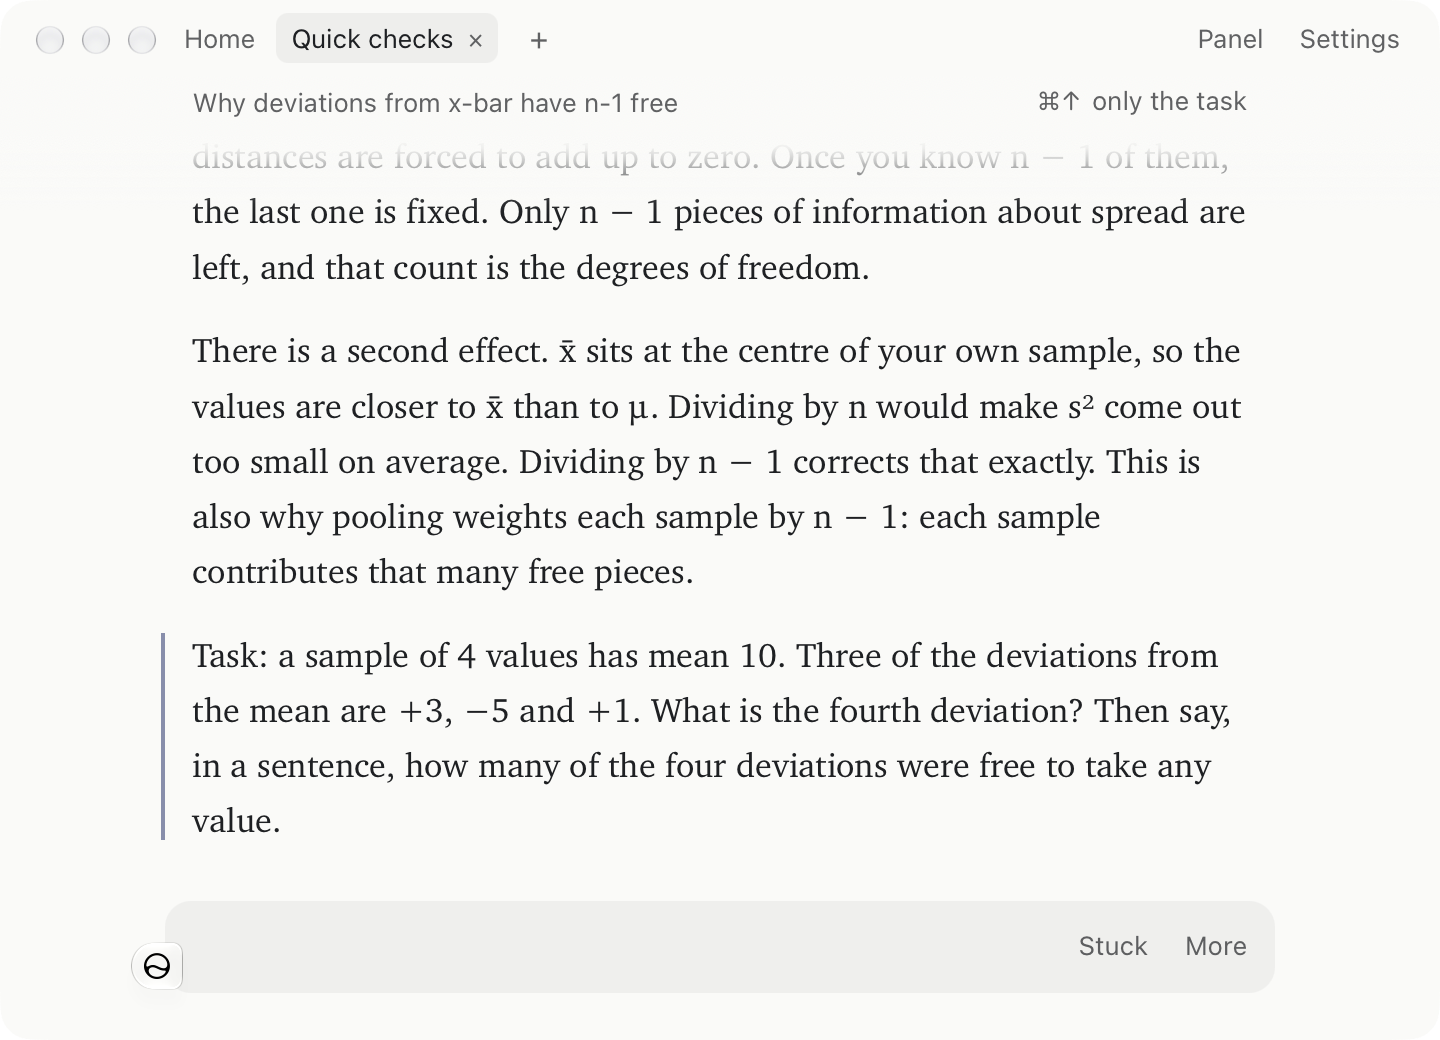 Home
Quick checks ×
+
Panel
Settings
Why deviations from x-bar have n-1 free
⌘↑ only the task
distances are forced to add up to zero. Once you know n − 1 of them,
the last one is fixed. Only n − 1 pieces of information about spread are
left, and that count is the degrees of freedom.
There is a second effect. x̄ sits at the centre of your own sample, so the
values are closer to x̄ than to µ. Dividing by n would make s² come out
too small on average. Dividing by n − 1 corrects that exactly. This is
also why pooling weights each sample by n − 1: each sample
contributes that many free pieces.
Task: a sample of 4 values has mean 10. Three of the deviations from
the mean are +3, −5 and +1. What is the fourth deviation? Then say,
in a sentence, how many of the four deviations were free to take any
value.
Stuck
More